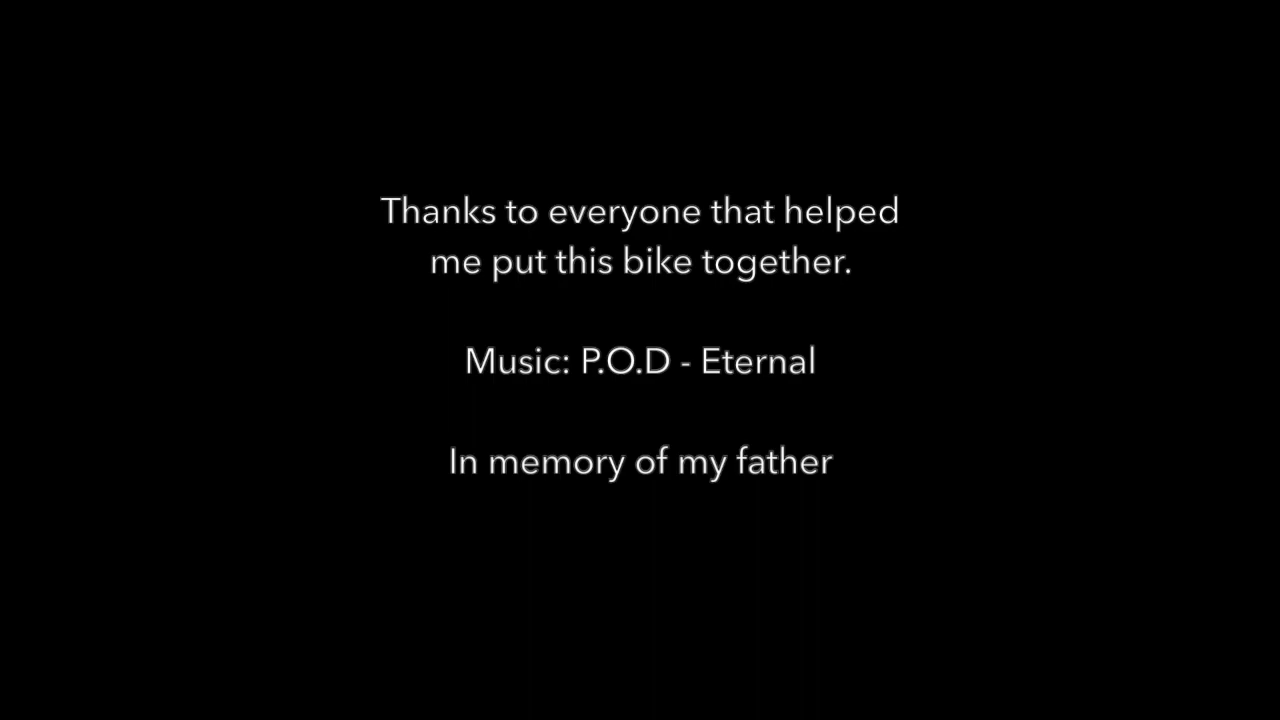 Thanks to everyone that helped
me put this bike together.
Music: P.O.D - Eternal
In memory of my father